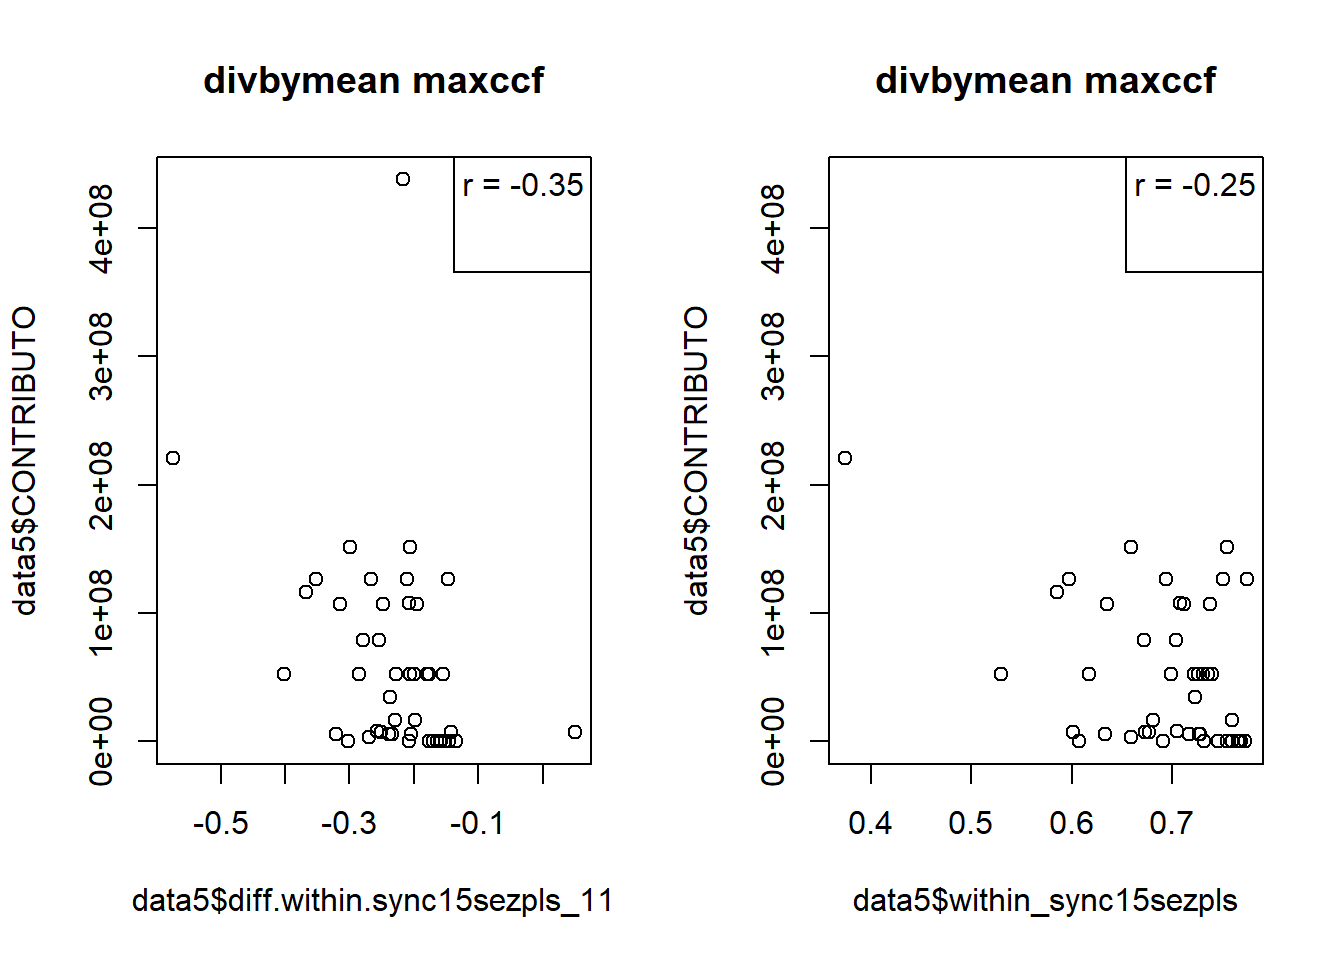 divbymean maxccf
r = -0.35
data5$CONTRIBUTO
4e+08
3e+08
2e+08
1e+08
0e+00
-0.5
-0.3
-0.1
data5$diff.within.sync15sezpls_11
divbymean maxccf
r = -0.25
data5$CONTRIBUTO
4e+08
3e+08
2e+08
1e+08
0e+00
0.4
0.5
0.6
0.7
data5$within_sync15sezpls